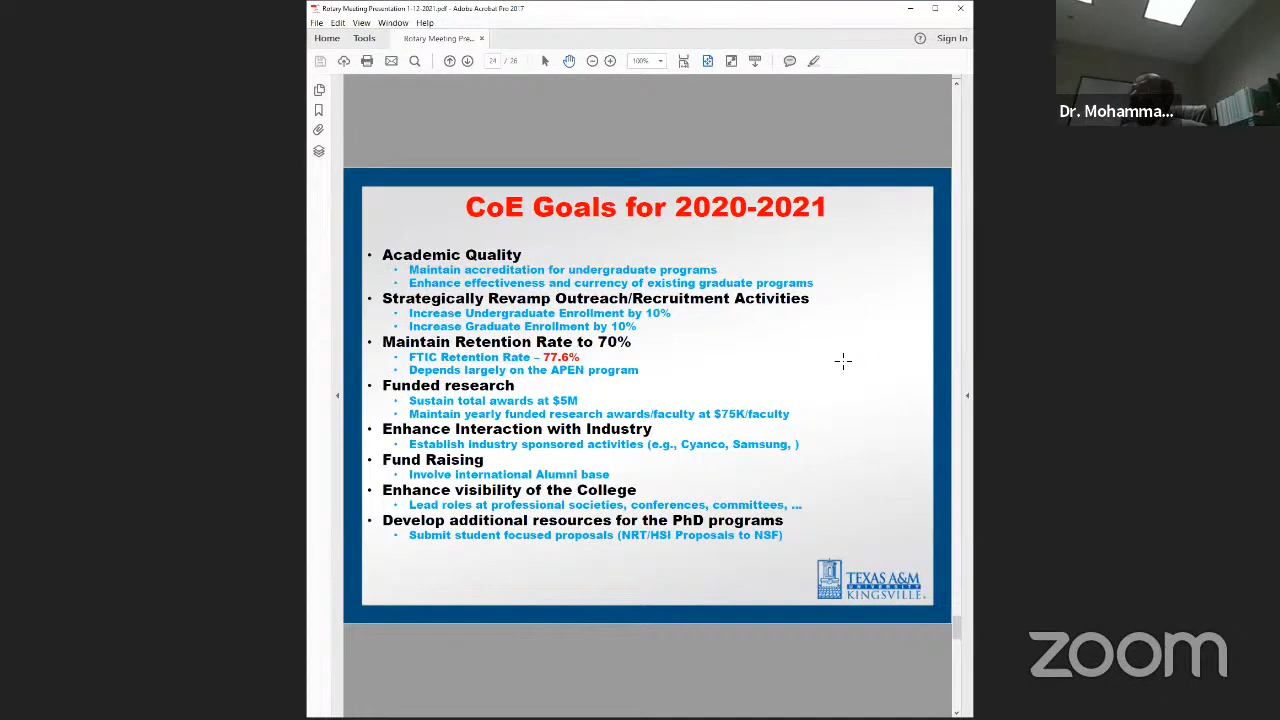 Rotary Meeting Presentation 1-12-2021.pdf - Adobe Acrobat Pro 2017
File Edit View Window Help
Home Tools Rotary Meeting Pre... × Sign In
24 / 26 100%
Dr. Mohamma...
CoE Goals for 2020-2021
• Academic Quality
• Maintain accreditation for undergraduate programs
• Enhance effectiveness and currency of existing graduate programs
• Strategically Revamp Outreach/Recruitment Activities
• Increase Undergraduate Enrollment by 10%
• Increase Graduate Enrollment by 10%
• Maintain Retention Rate to 70%
• FTIC Retention Rate – 77.6%
• Depends largely on the APEN program
• Funded research
• Sustain total awards at $5M
• Maintain yearly funded research awards/faculty at $75K/faculty
• Enhance Interaction with Industry
• Establish industry sponsored activities (e.g., Cyanco, Samsung, )
• Fund Raising
• Involve international Alumni base
• Enhance visibility of the College
• Lead roles at professional societies, conferences, committees, ...
• Develop additional resources for the PhD programs
• Submit student focused proposals (NRT/HSI Proposals to NSF)
TEXAS A&M
UNIVERSITY
KINGSVILLE
zoom